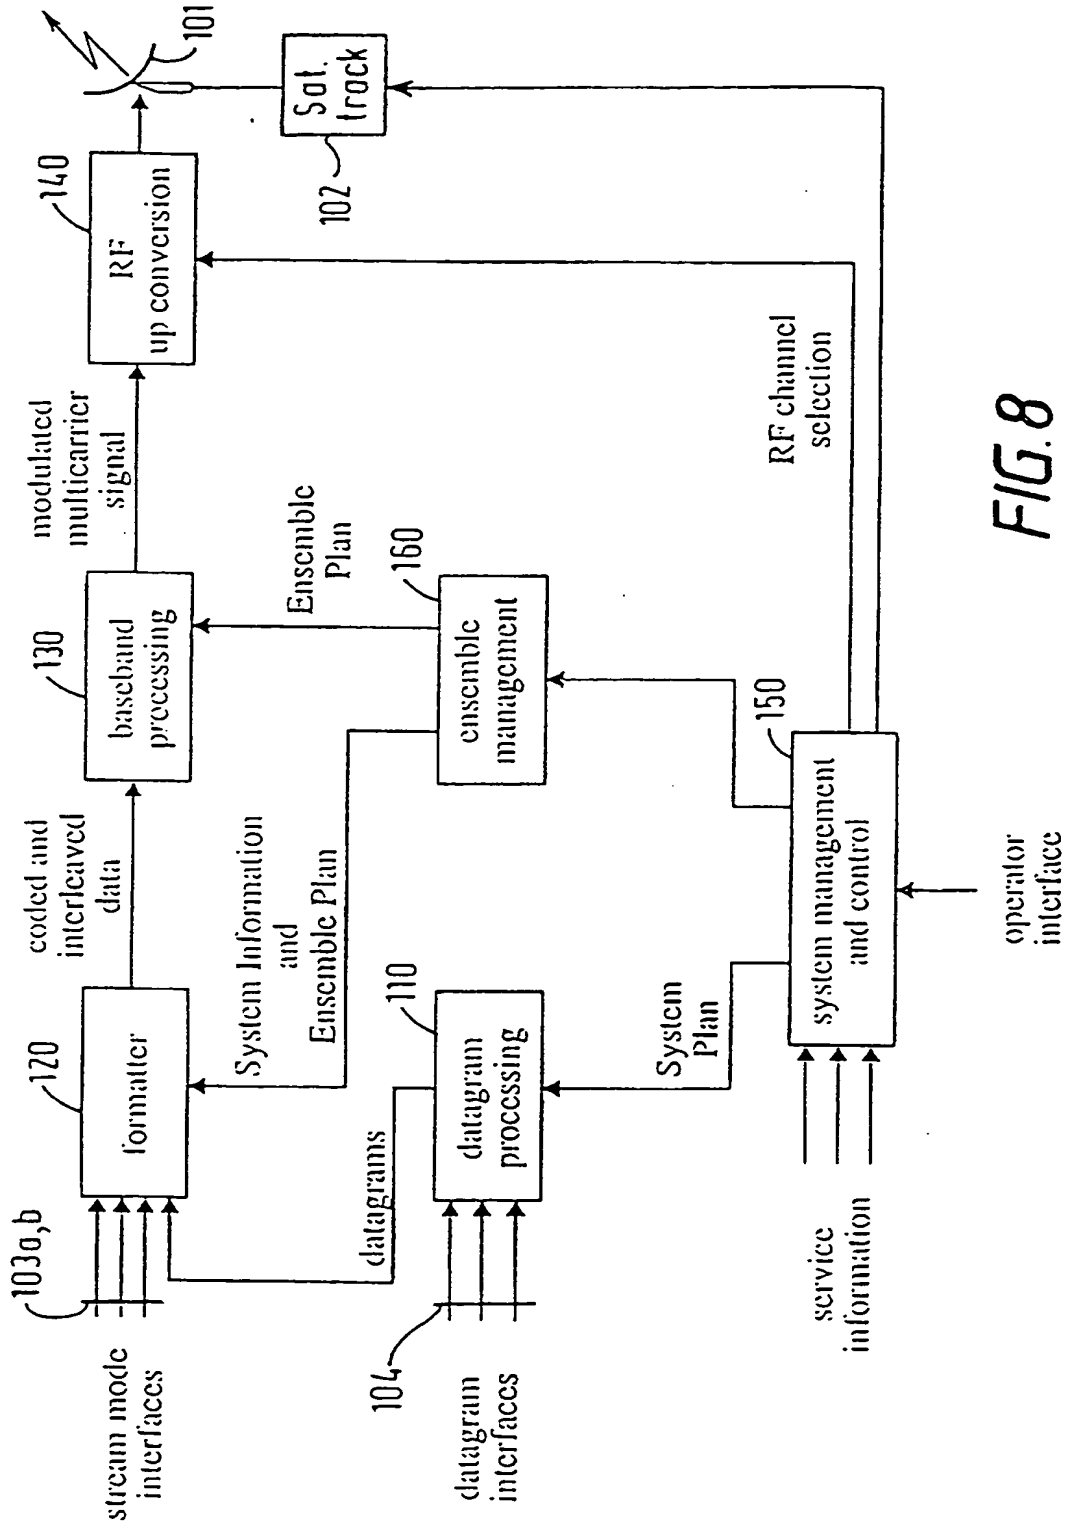 stream mode
interfaces
103a,b
120
formatter
coded and
interleaved
data
130
baseband
processing
modulated
multicarrier
signal
140
RF
up conversion
101
Sat.
track
102
datagrams
System Information
and
Ensemble Plan
Ensemble
Plan
datagram
interfaces
104
110
datagram
processing
160
ensemble
management
System
Plan
RF channel
selection
150
system management
and control
service
information
operator
interface
FIG. 8